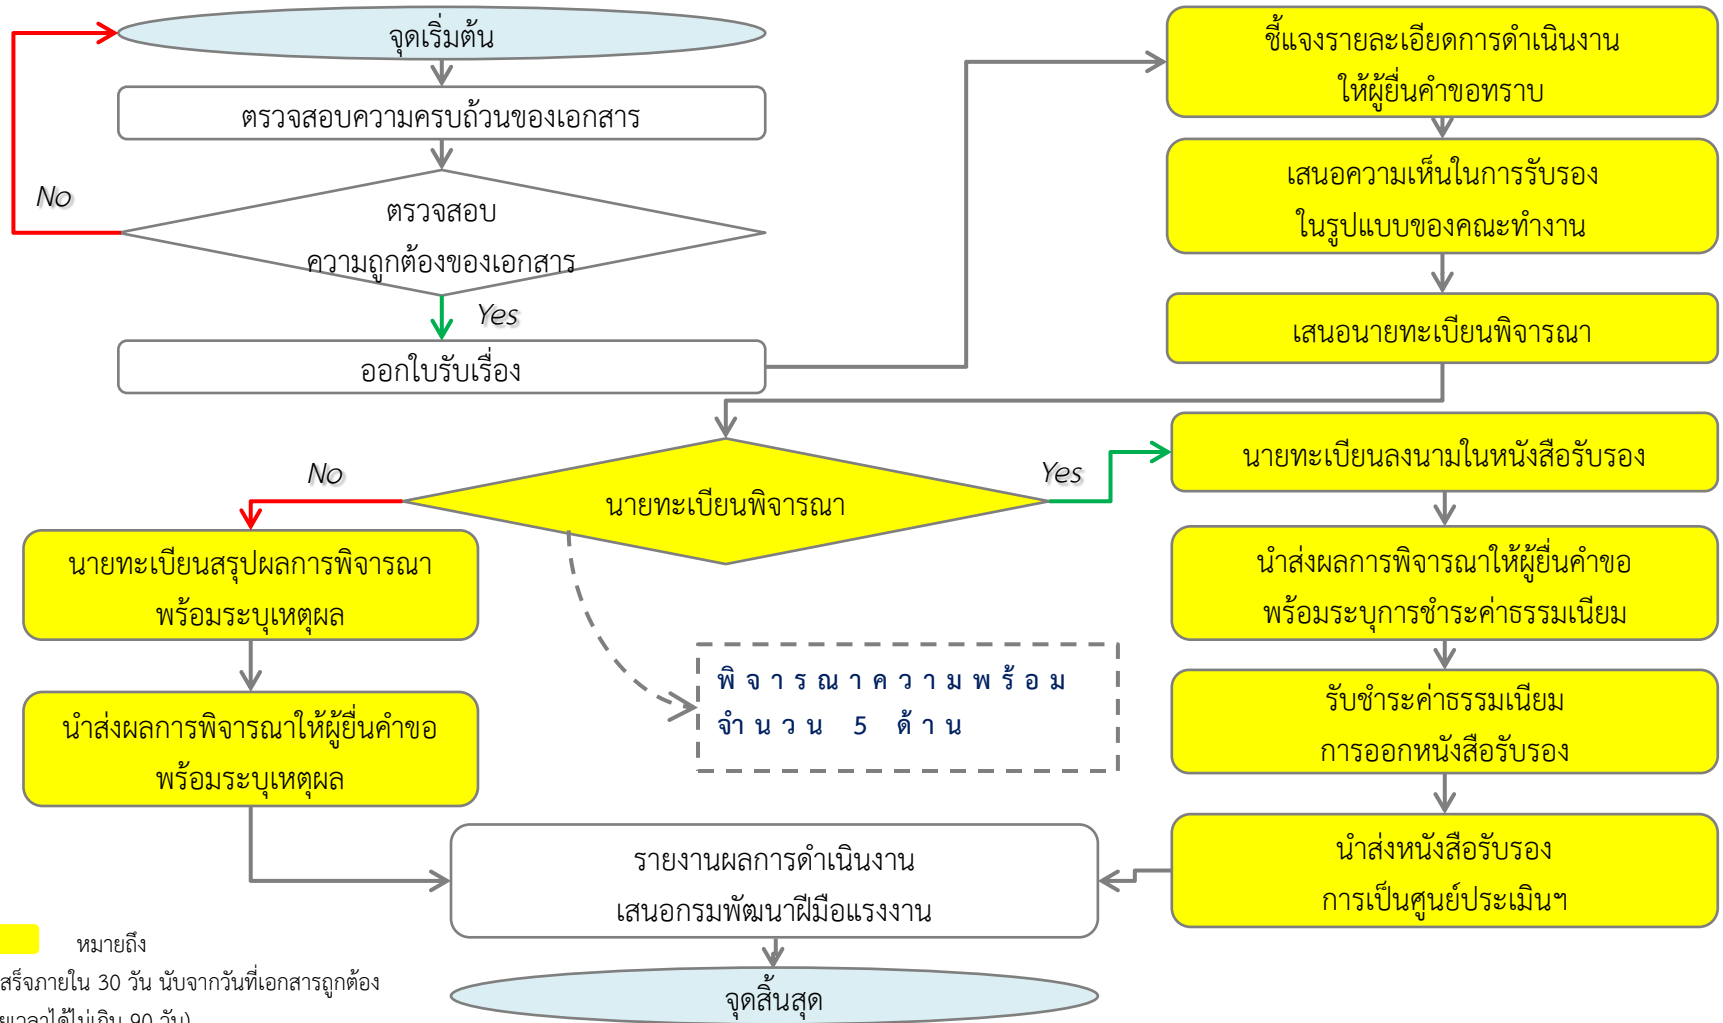 จุดเริ่มต้น
ตรวจสอบความครบถ้วนของเอกสาร
No
ตรวจสอบ
ความถูกต้องของเอกสาร
Yes
ออกใบรับเรื่อง
ชี้แจงรายละเอียดการดำเนินงาน
ให้ผู้ยื่นคำขอทราบ
เสนอความเห็นในการรับรอง
ในรูปแบบของคณะทำงาน
เสนอนายทะเบียนพิจารณา
นายทะเบียนพิจารณา
No
Yes
นายทะเบียนสรุปผลการพิจารณา
พร้อมระบุเหตุผล
นำส่งผลการพิจารณาให้ผู้ยื่นคำขอ
พร้อมระบุเหตุผล
พิจารณาความพร้อม
จำนวน 5 ด้าน
นายทะเบียนลงนามในหนังสือรับรอง
นำส่งผลการพิจารณาให้ผู้ยื่นคำขอ
พร้อมระบุการชำระค่าธรรมเนียม
รับชำระค่าธรรมเนียม
การออกหนังสือรับรอง
นำส่งหนังสือรับรอง
การเป็นศูนย์ประเมินฯ
รายงานผลการดำเนินงาน
เสนอกรมพัฒนาฝีมือแรงงาน
จุดสิ้นสุด
หมายถึง
สร็จภายใน 30 วัน นับจากวันที่เอกสารถูกต้อง
ยเวลาได้ไม่เกิน 90 วัน)